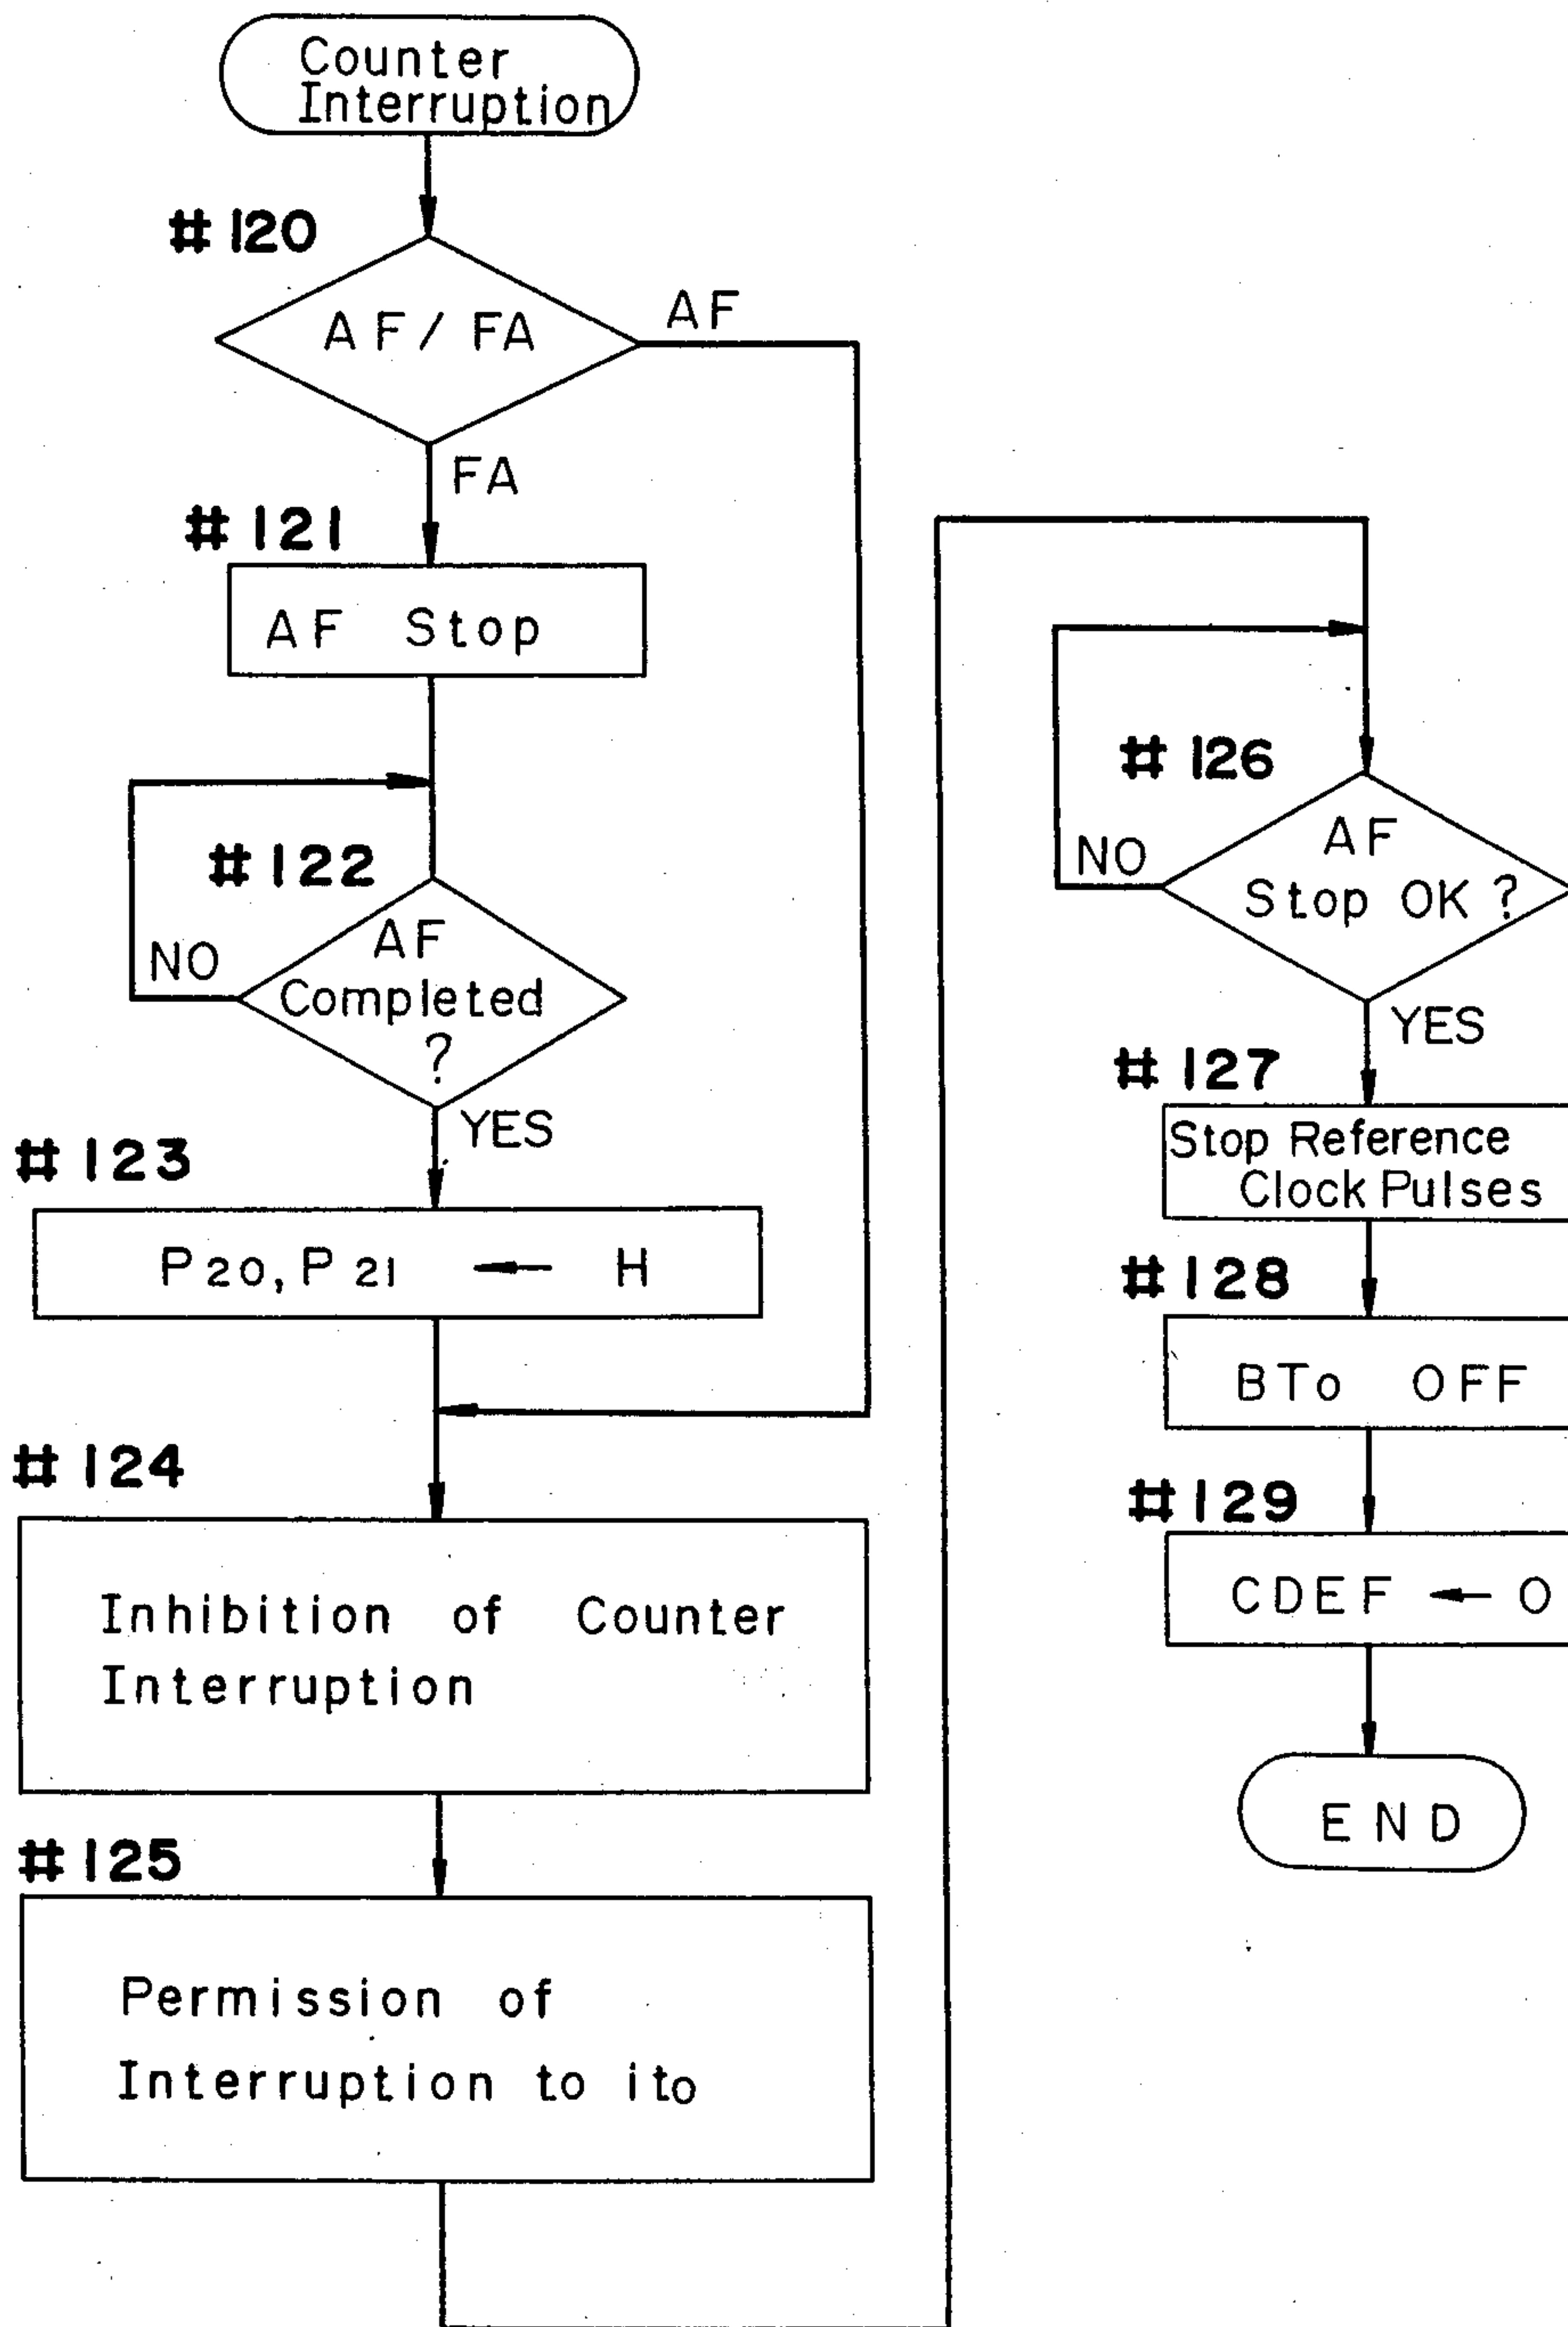 Counter
Interruption
#120
AF/FA
AF
FA
#121
AF Stop
#122
AF
Completed
?
NO
YES
#123
P20, P21 ← H
#124
Inhibition of Counter
Interruption
#125
Permission of
Interruption to ito
#126
AF
Stop OK ?
NO
YES
#127
Stop Reference
Clock Pulses
#128
BTo OFF
#129
CDEF ← O
END